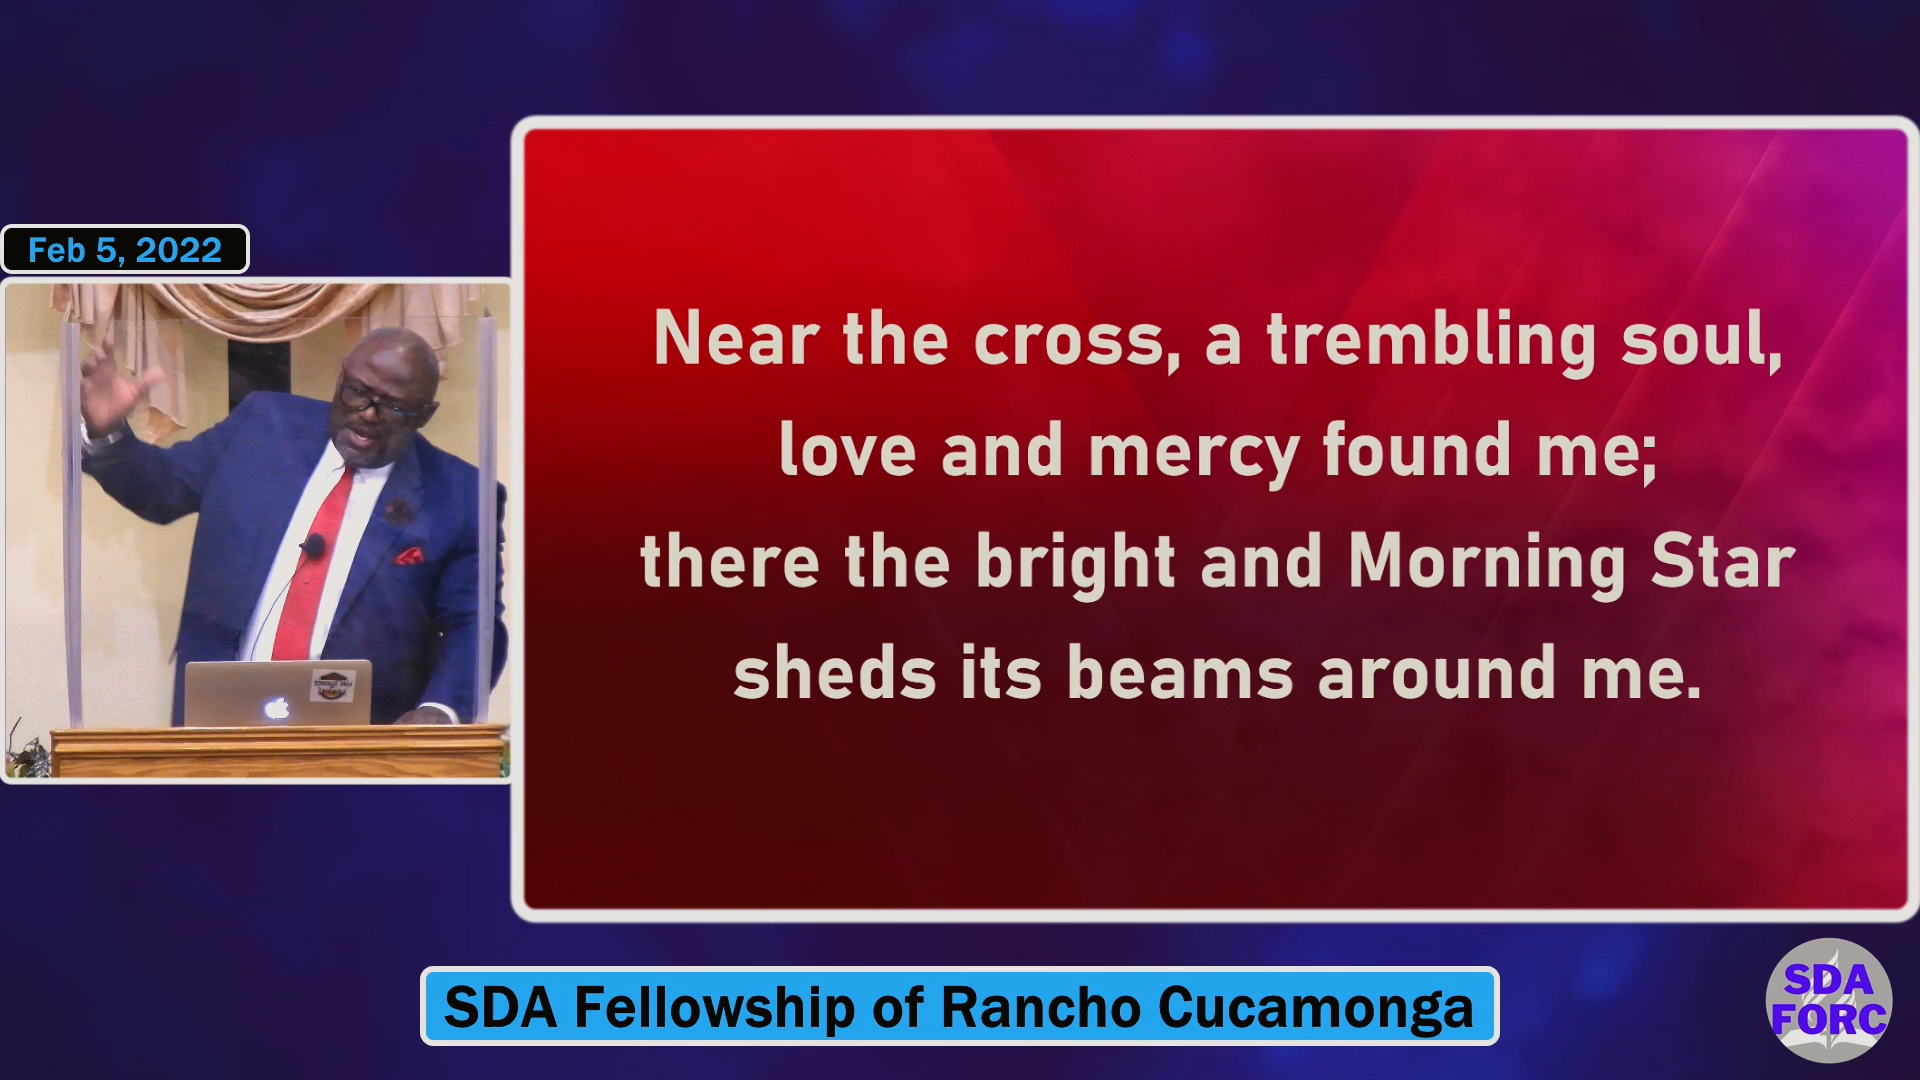 Feb 5, 2022
Near the cross, a trembling soul,
love and mercy found me;
there the bright and Morning Star
sheds its beams around me.
SDA Fellowship of Rancho Cucamonga
SDA
FORC